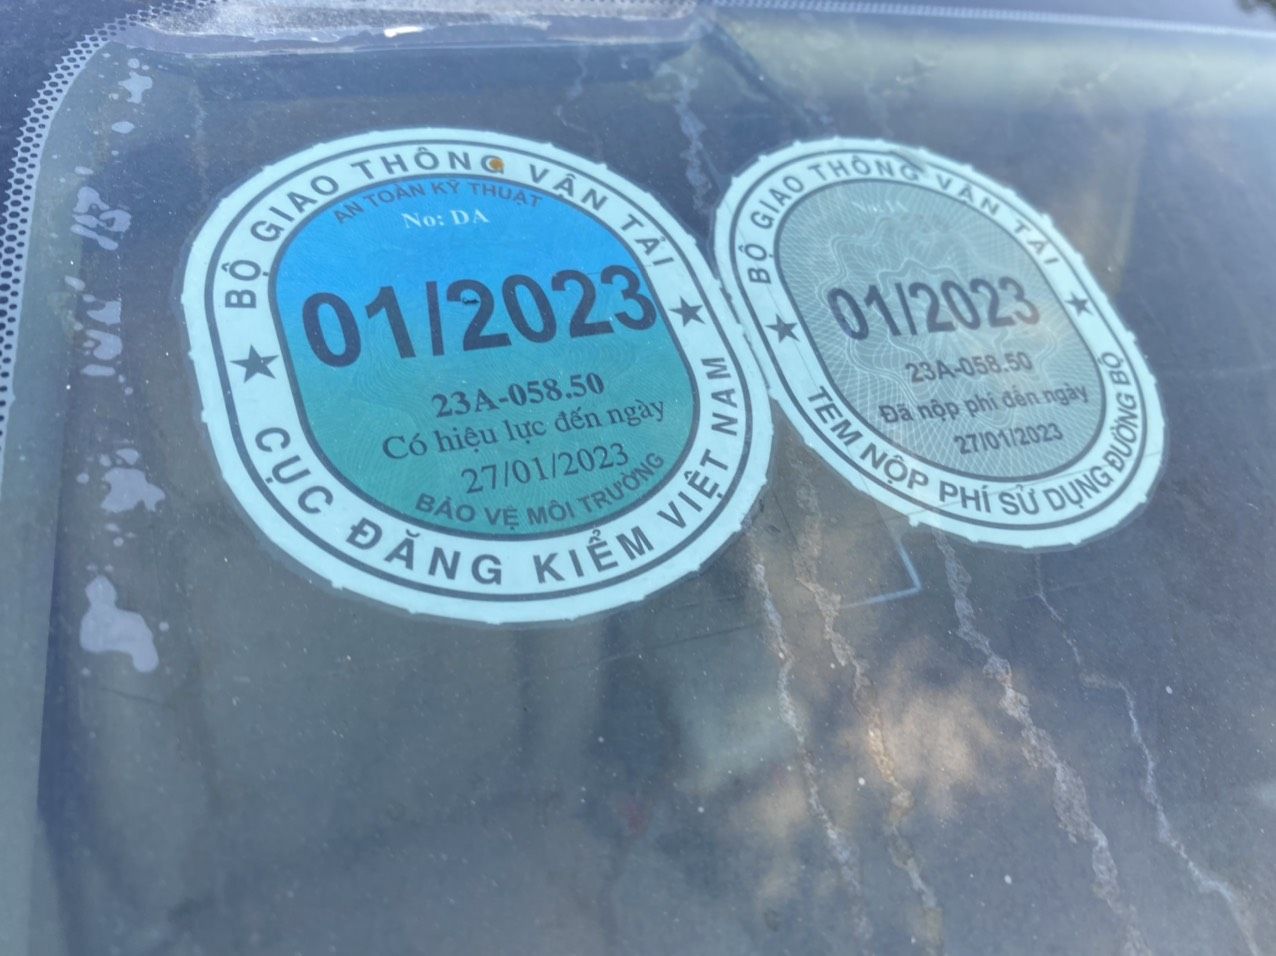 BỘ GIAO THÔNG VẬN TẢI
AN TOÀN KỸ THUẬT
No: DA
01/2023
23A-058.50
Có hiệu lực đến ngày
27/01/2023
BẢO VỆ MÔI TRƯỜNG
CỤC ĐĂNG KIỂM VIỆT NAM
BỘ GIAO THÔNG VẬN TẢI
01/2023
23A-058.50
Đã nộp phí đến ngày
27/01/2023
TEM NỘP PHÍ SỬ DỤNG ĐƯỜNG BỘ